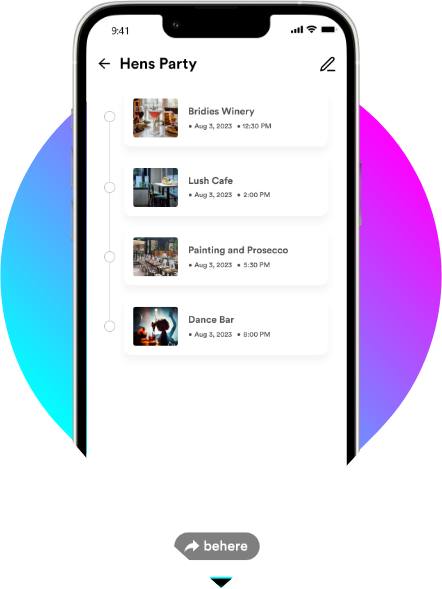 9:41
Hens Party
Bridies Winery
• Aug 3, 2023 • 12:30 PM
Lush Cafe
• Aug 3, 2023 • 2:00 PM
Painting and Prosecco
• Aug 3, 2023 • 5:30 PM
Dance Bar
• Aug 3, 2023 • 8:00 PM
behere